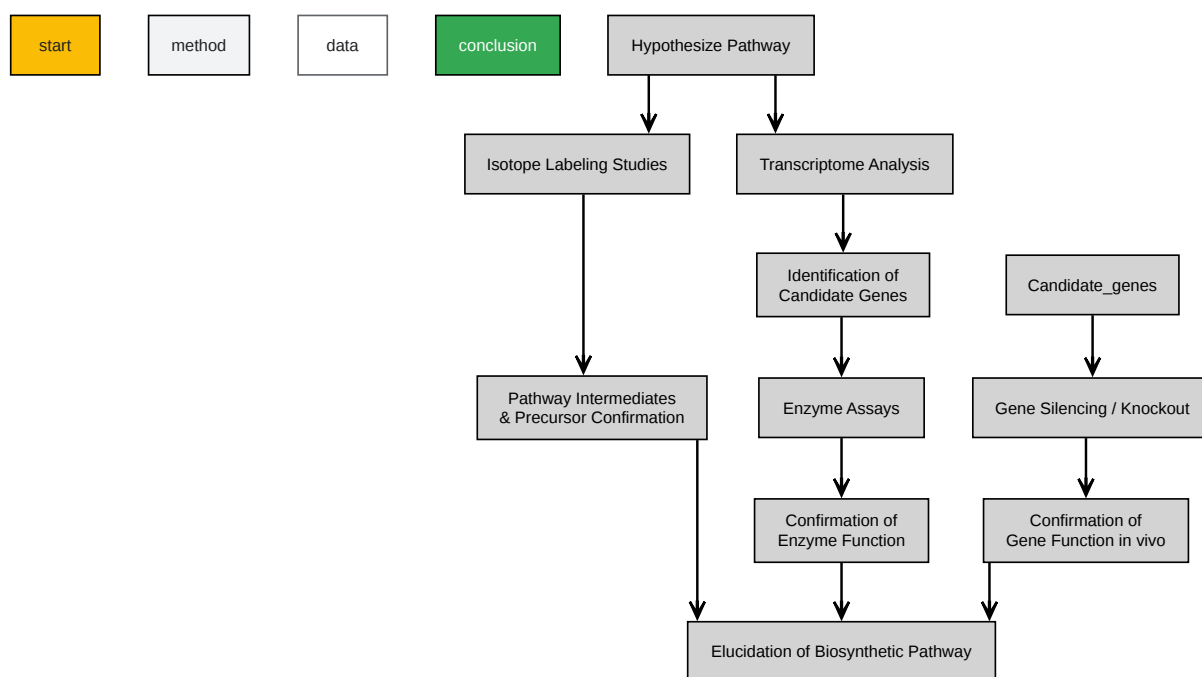 start
method
data
conclusion
Hypothesize Pathway
Isotope Labeling Studies
Transcriptome Analysis
Identification of
Candidate Genes
Candidate_genes
Pathway Intermediates
& Precursor Confirmation
Enzyme Assays
Gene Silencing / Knockout
Confirmation of
Enzyme Function
Confirmation of
Gene Function in vivo
Elucidation of Biosynthetic Pathway